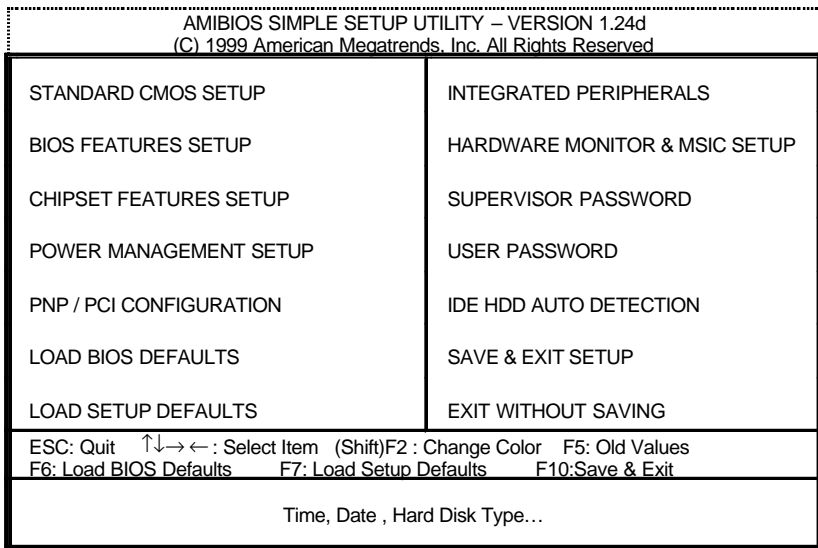 AMIBIOS SIMPLE SETUP UTILITY – VERSION 1.24d
(C) 1999 American Megatrends, Inc. All Rights Reserved
STANDARD CMOS SETUP
BIOS FEATURES SETUP
CHIPSET FEATURES SETUP
POWER MANAGEMENT SETUP
PNP / PCI CONFIGURATION
LOAD BIOS DEFAULTS
LOAD SETUP DEFAULTS
INTEGRATED PERIPHERALS
HARDWARE MONITOR & MSIC SETUP
SUPERVISOR PASSWORD
USER PASSWORD
IDE HDD AUTO DETECTION
SAVE & EXIT SETUP
EXIT WITHOUT SAVING
ESC: Quit ↑↓→← : Select Item (Shift)F2 : Change Color F5: Old Values
F6: Load BIOS Defaults F7: Load Setup Defaults F10:Save & Exit
Time, Date , Hard Disk Type…